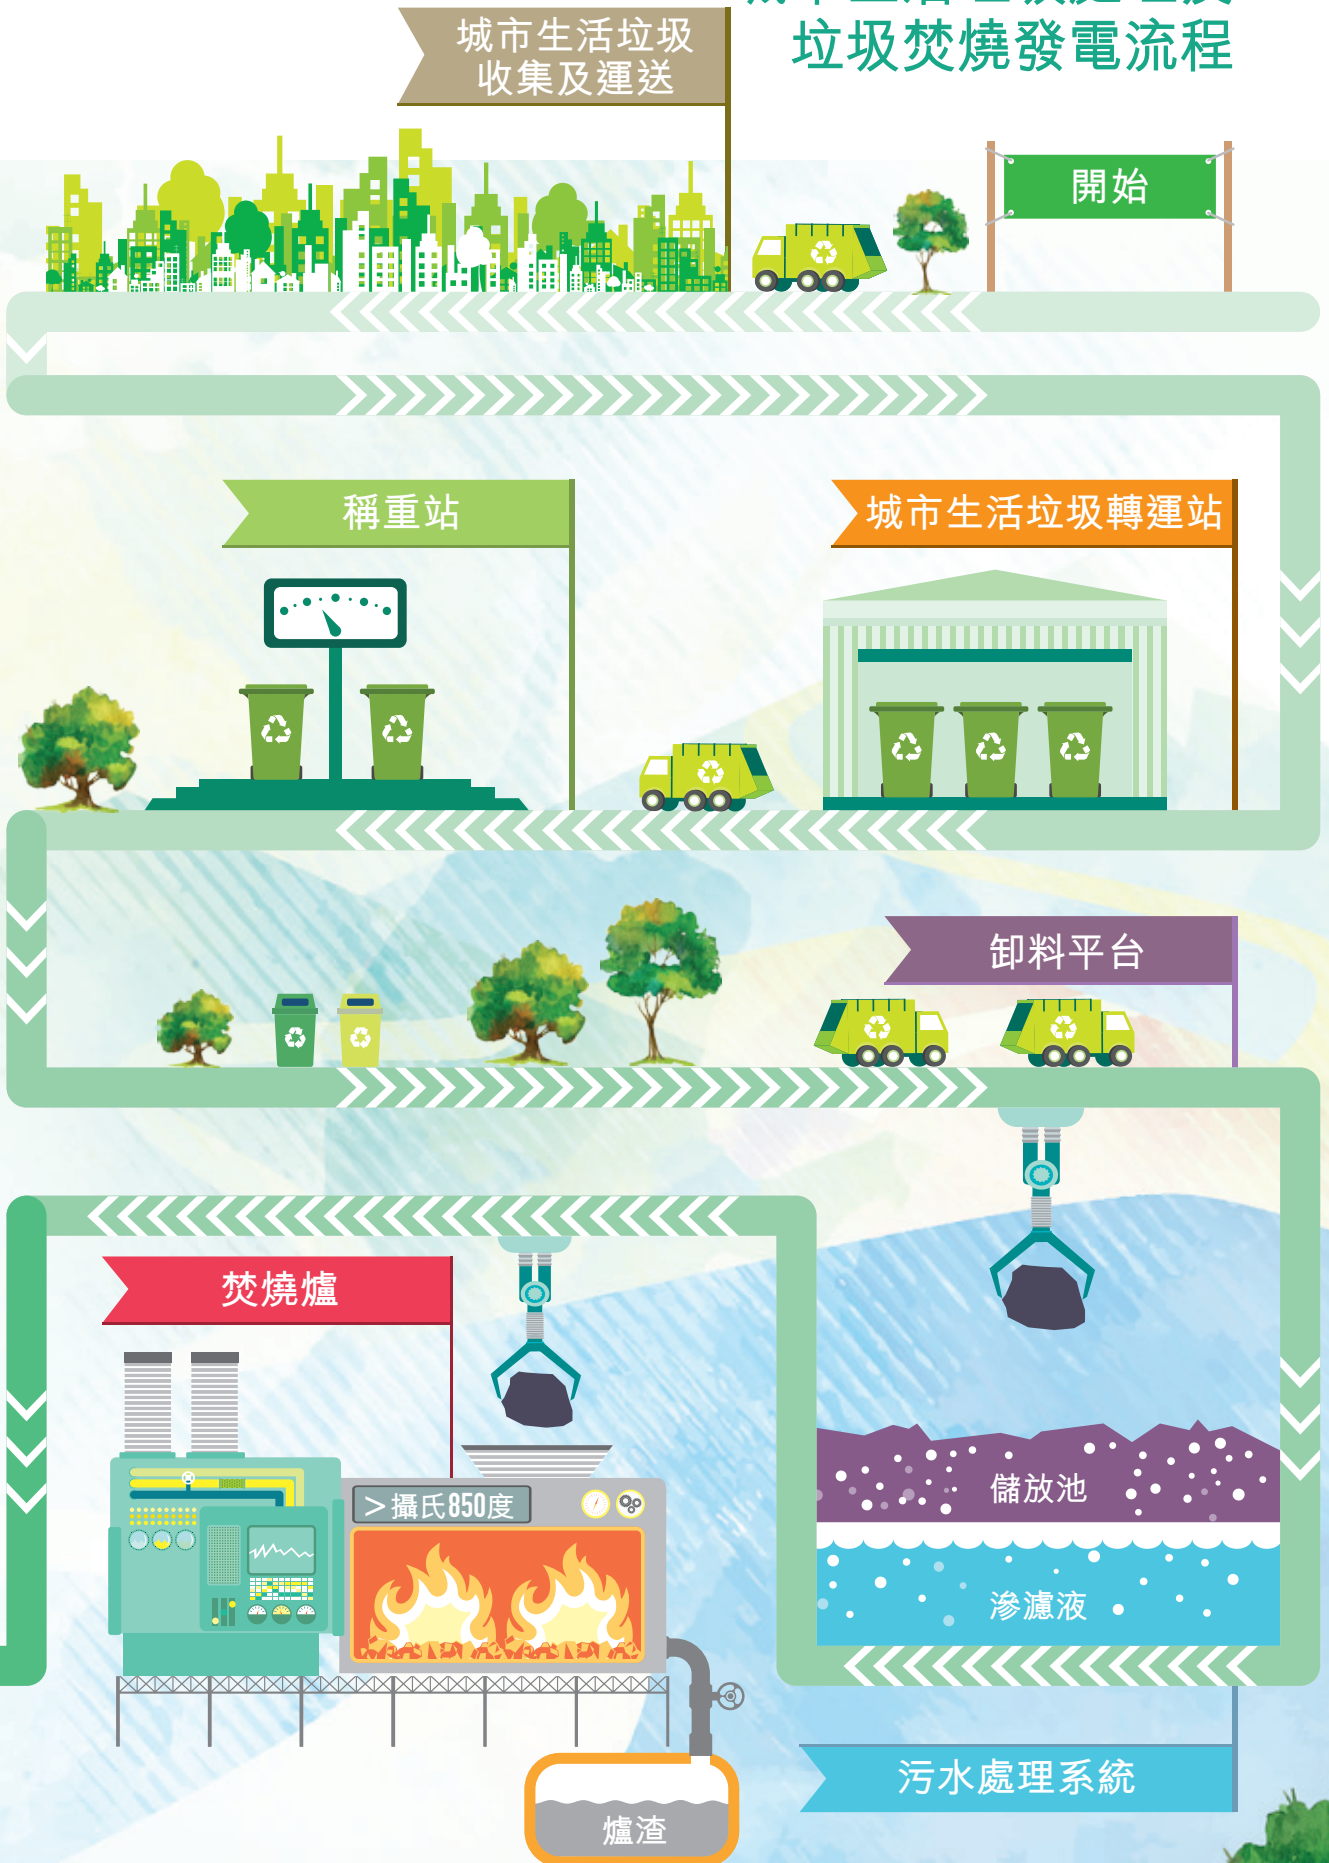 垃圾焚燒發電流程
城市生活垃圾
收集及運送
開始
稱重站
城市生活垃圾轉運站
卸料平台
焚燒爐
>攝氏850度
儲放池
滲濾液
污水處理系統
爐渣